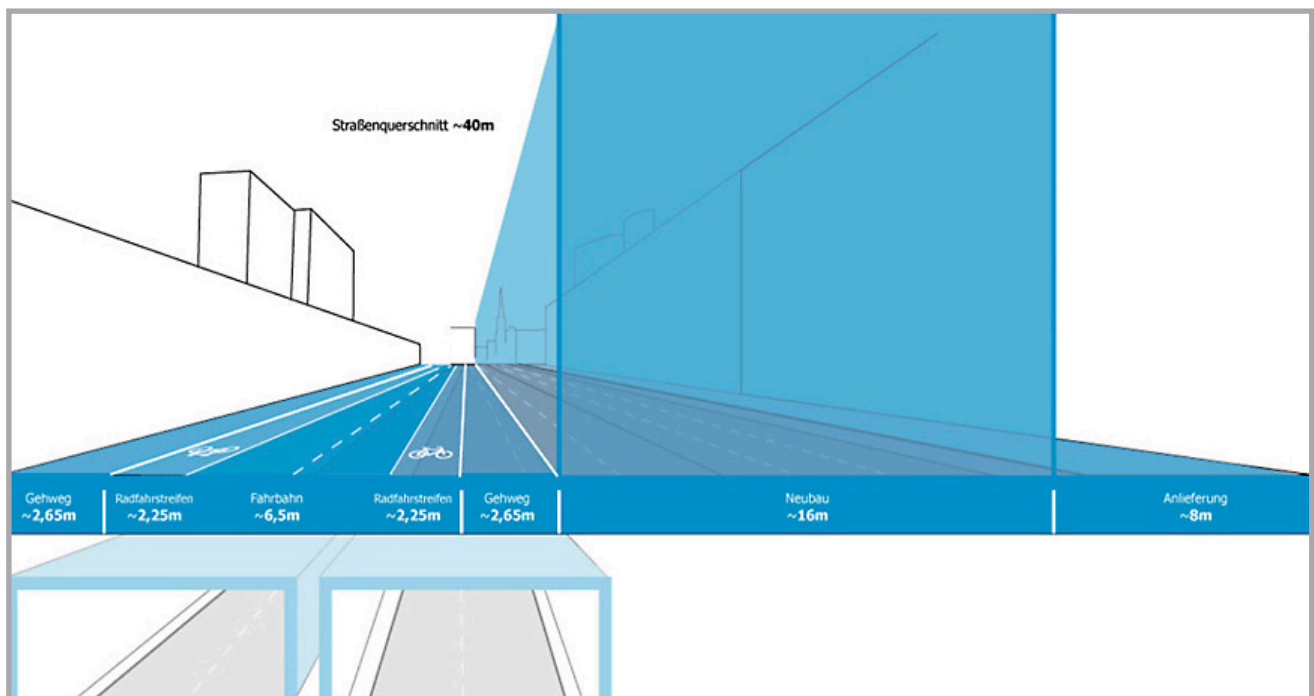 Straßenquerschnitt ~40m
Gehweg
~2,65m
Radfahrstreifen
~2,25m
Fahrbahn
~6,5m
Radfahrstreifen
~2,25m
Gehweg
~2,65m
Neubau
~16m
Anlieferung
~8m